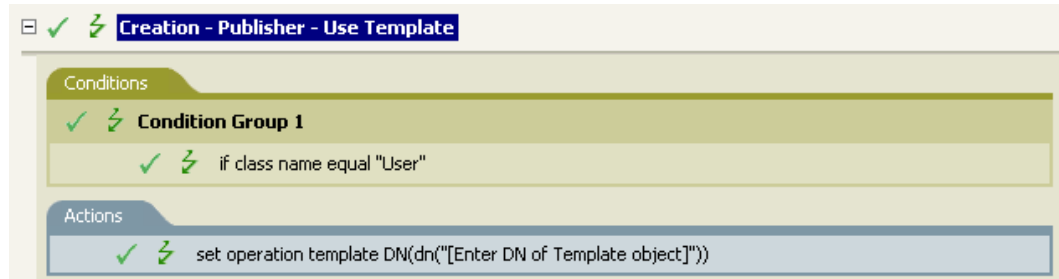 Creation - Publisher - Use Template
Conditions
Condition Group 1
if class name equal "User"
Actions
set operation template DN(dn("[Enter DN of Template object]"))